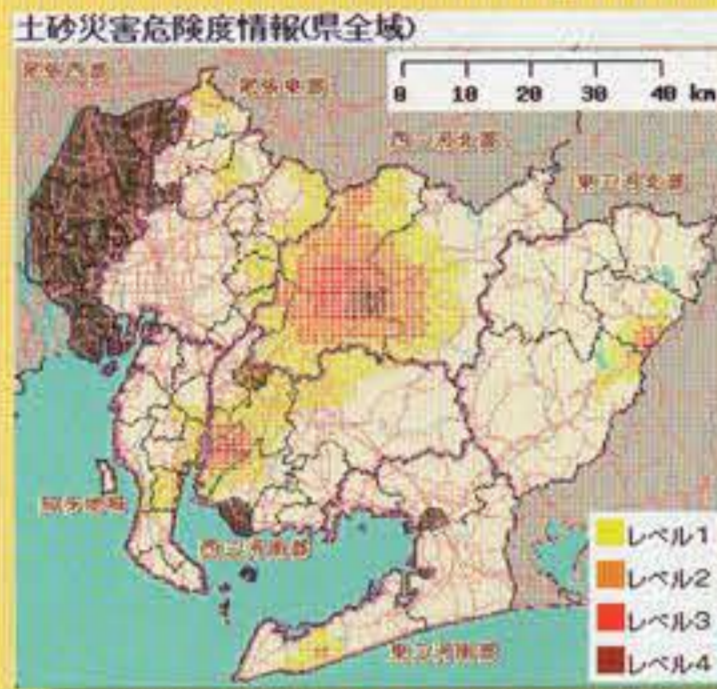 土砂災害危険度情報(県全域)
0 10 20 30 40 km
尾張西部
尾張東部
西三河北部
東三河北部
知多地域
西三河南部
東三河南部
レベル1
レベル2
レベル3
レベル4